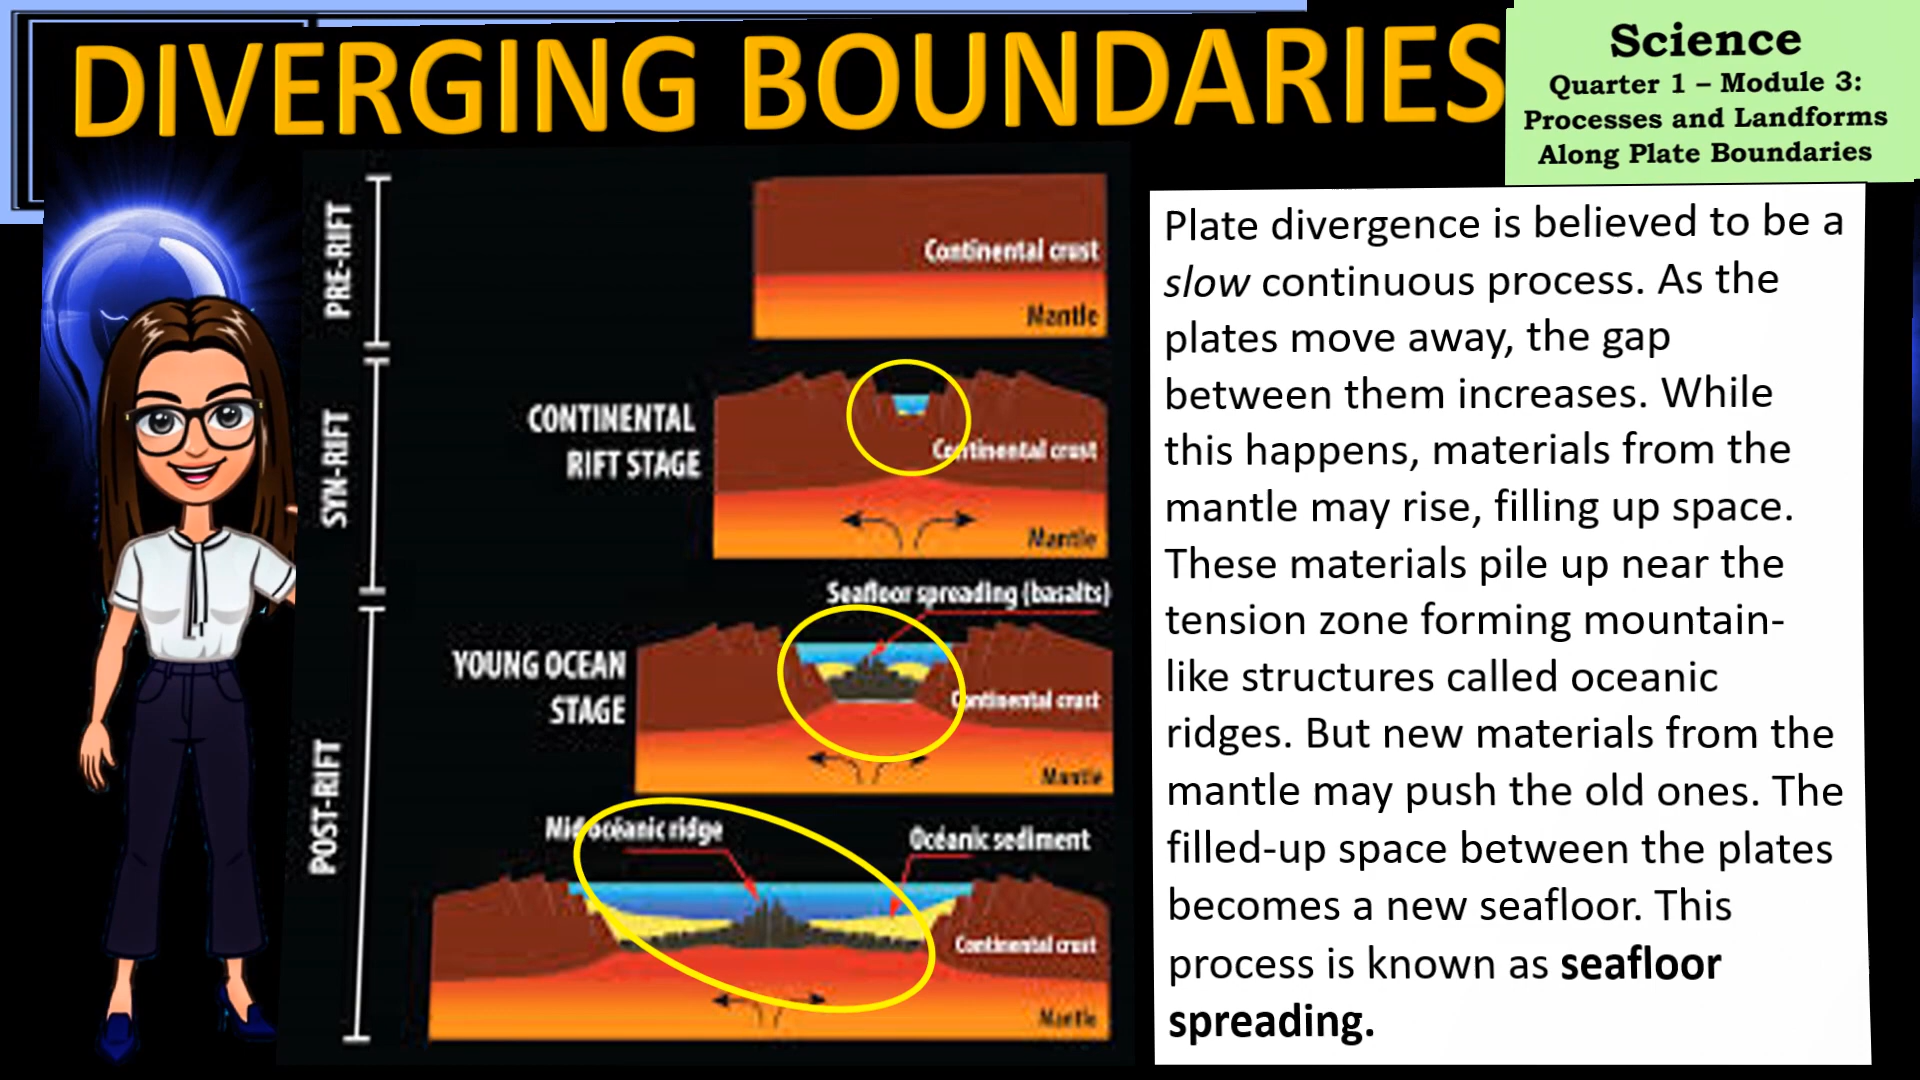 DIVERGING BOUNDARIES
Science
Quarter 1 – Module 3:
Processes and Landforms
Along Plate Boundaries
PRE-RIFT
Continental crust
Mantle
SYN-RIFT
CONTINENTAL
RIFT STAGE
Continental crust
Mantle
POST-RIFT
Seafloor spreading (basalts)
YOUNG OCEAN
STAGE
Continental crust
Mantle
Mid oceanic ridge
Oceanic sediment
Continental crust
Mantle
Plate divergence is believed to be a
slow continuous process. As the
plates move away, the gap
between them increases. While
this happens, materials from the
mantle may rise, filling up space.
These materials pile up near the
tension zone forming mountain-
like structures called oceanic
ridges. But new materials from the
mantle may push the old ones. The
filled-up space between the plates
becomes a new seafloor. This
process is known as seafloor
spreading.